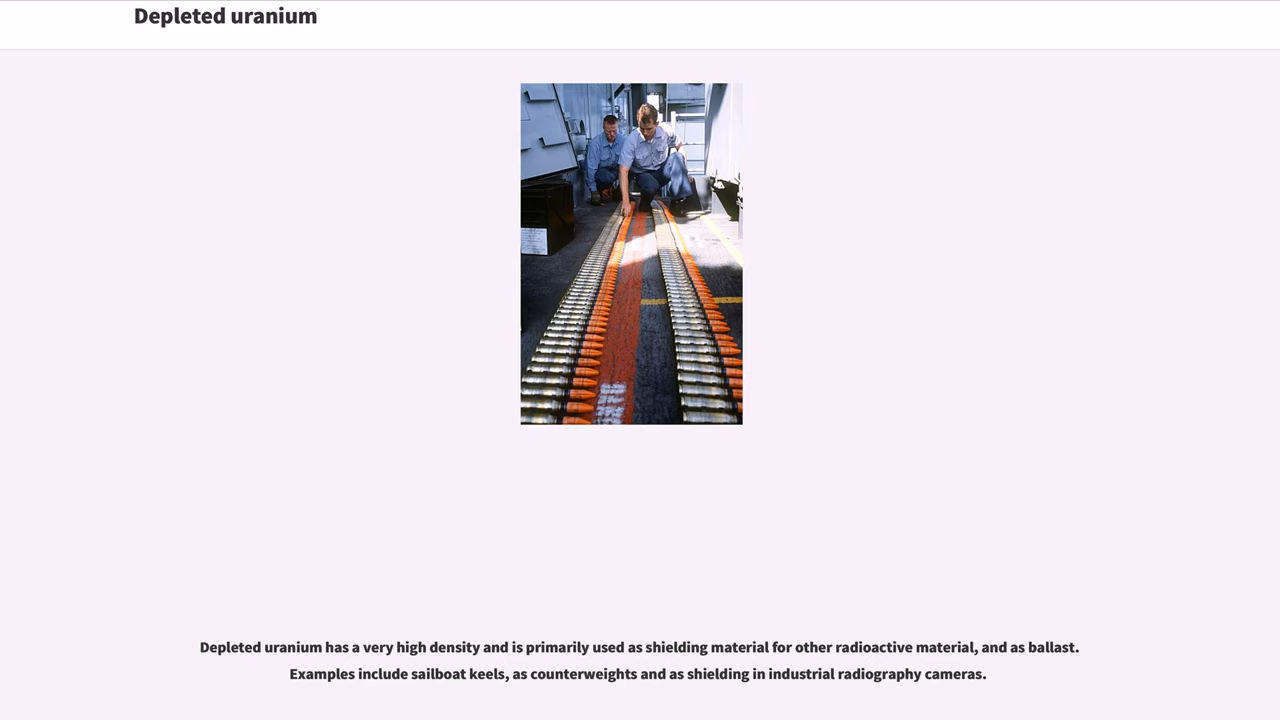 Depleted uranium
Depleted uranium has a very high density and is primarily used as shielding material for other radioactive material, and as ballast.
Examples include sailboat keels, as counterweights and as shielding in industrial radiography cameras.